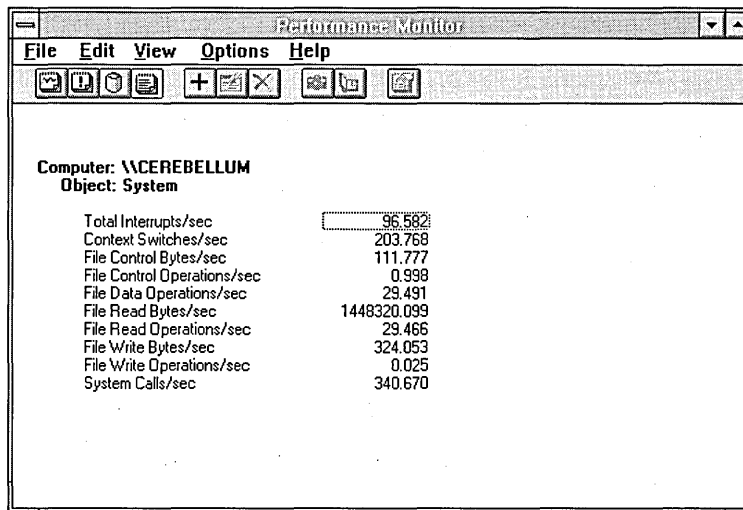 Performance Monitor
File Edit View Options Help
Computer: \\CEREBELLUM
Object: System
Total Interrupts/sec 96.582
Context Switches/sec 203.768
File Control Bytes/sec 111.777
File Control Operations/sec 0.998
File Data Operations/sec 29.491
File Read Bytes/sec 1448320.099
File Read Operations/sec 29.466
File Write Bytes/sec 324.053
File Write Operations/sec 0.025
System Calls/sec 340.670